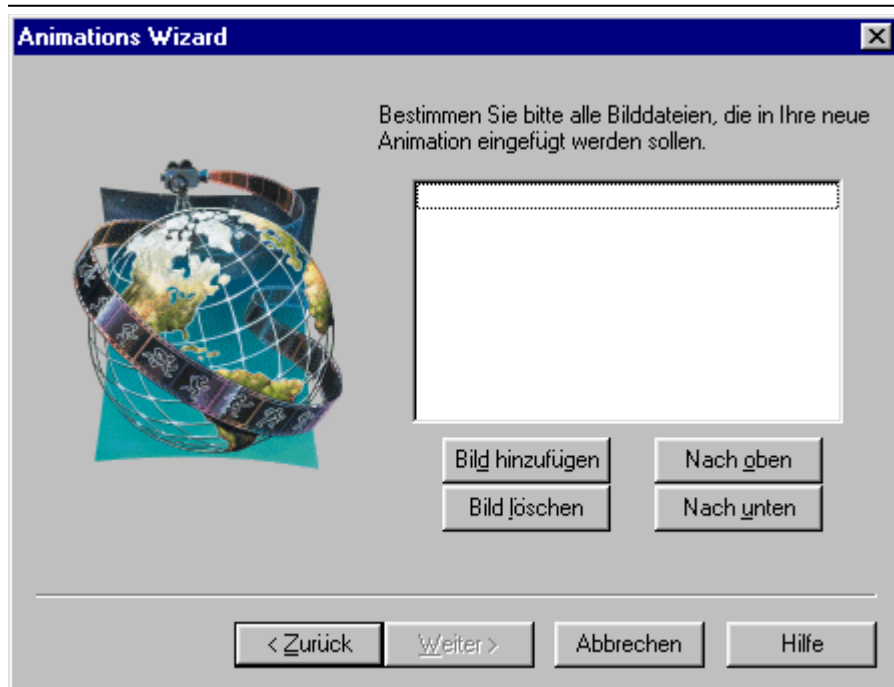 Animations Wizard
Bestimmen Sie bitte alle Bilddateien, die in Ihre neue
Animation eingefügt werden sollen.
Bild hinzufügen
Nach oben
Bild löschen
Nach unten
< Zurück
Weiter >
Abbrechen
Hilfe